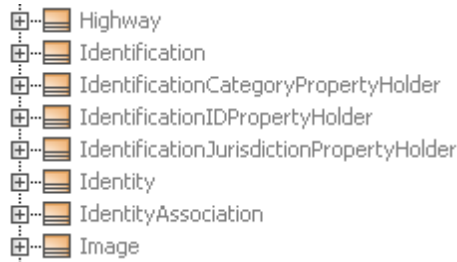 Highway
Identification
IdentificationCategoryPropertyHolder
IdentificationIDPropertyHolder
IdentificationJurisdictionPropertyHolder
Identity
IdentityAssociation
Image